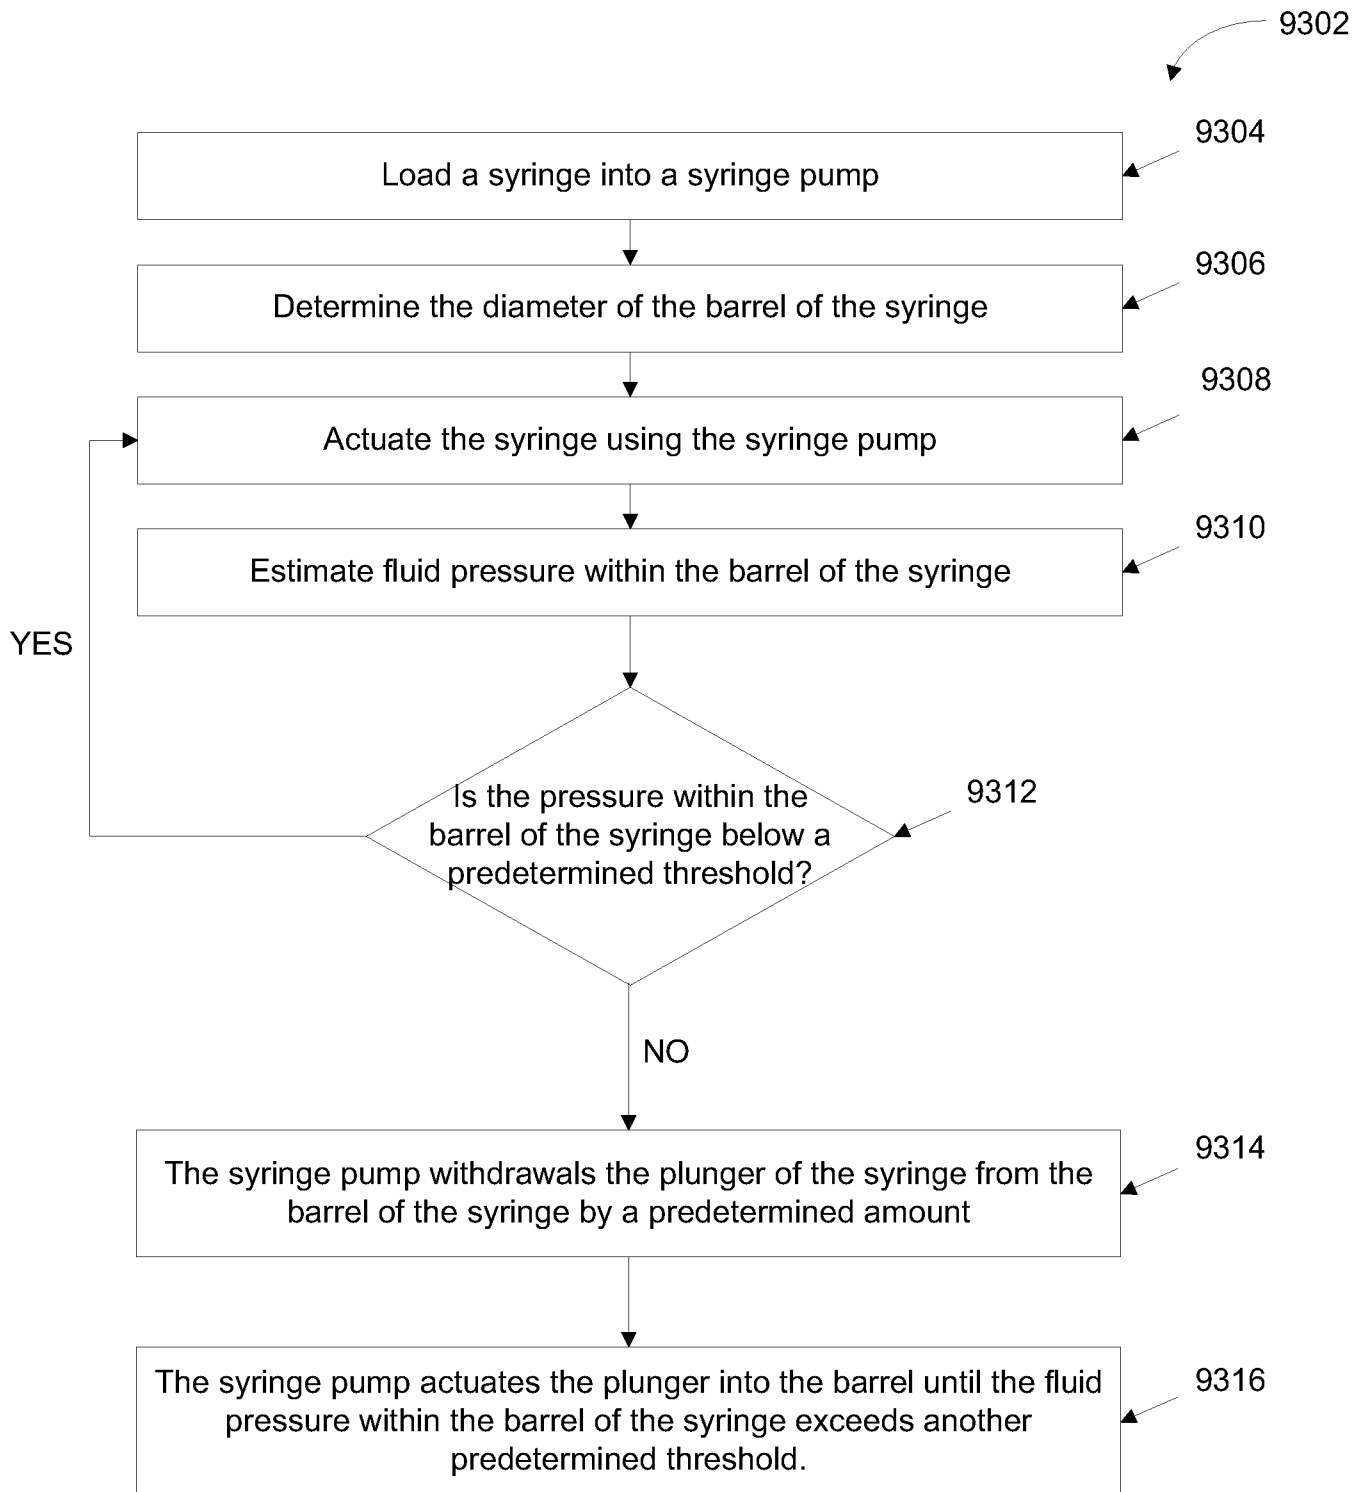 9302
9304
Load a syringe into a syringe pump
9306
Determine the diameter of the barrel of the syringe
9308
Actuate the syringe using the syringe pump
9310
Estimate fluid pressure within the barrel of the syringe
YES
9312
Is the pressure within the
barrel of the syringe below a
predetermined threshold?
NO
9314
The syringe pump withdrawals the plunger of the syringe from the
barrel of the syringe by a predetermined amount
9316
The syringe pump actuates the plunger into the barrel until the fluid
pressure within the barrel of the syringe exceeds another
predetermined threshold.